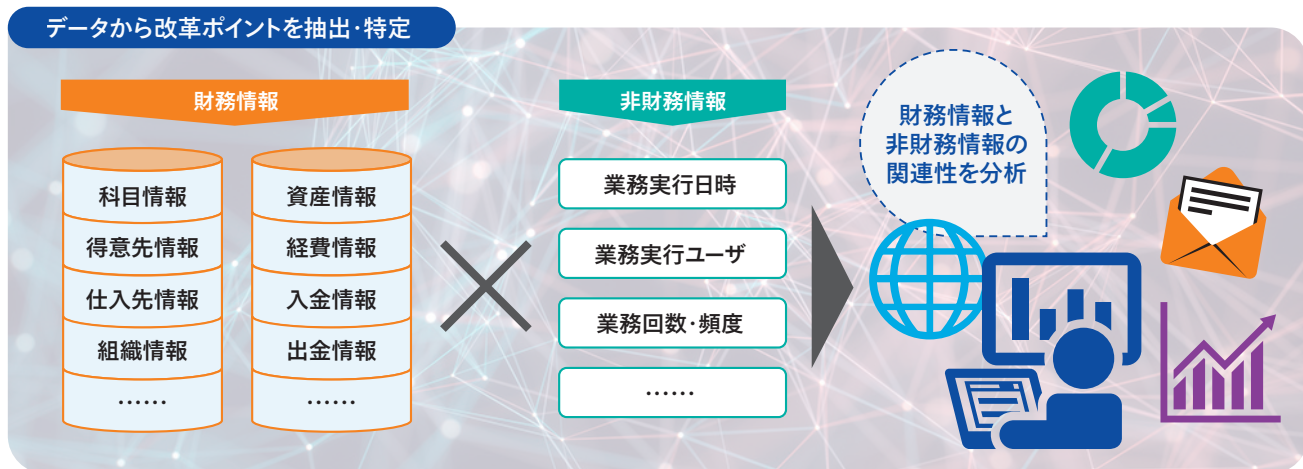 データから改革ポイントを抽出・特定
財務情報
科目情報
得意先情報
仕入先情報
組織情報
……
資産情報
経費情報
入金情報
出金情報
……
非財務情報
業務実行日時
業務実行ユーザ
業務回数・頻度
……
財務情報と
非財務情報の
関連性を分析